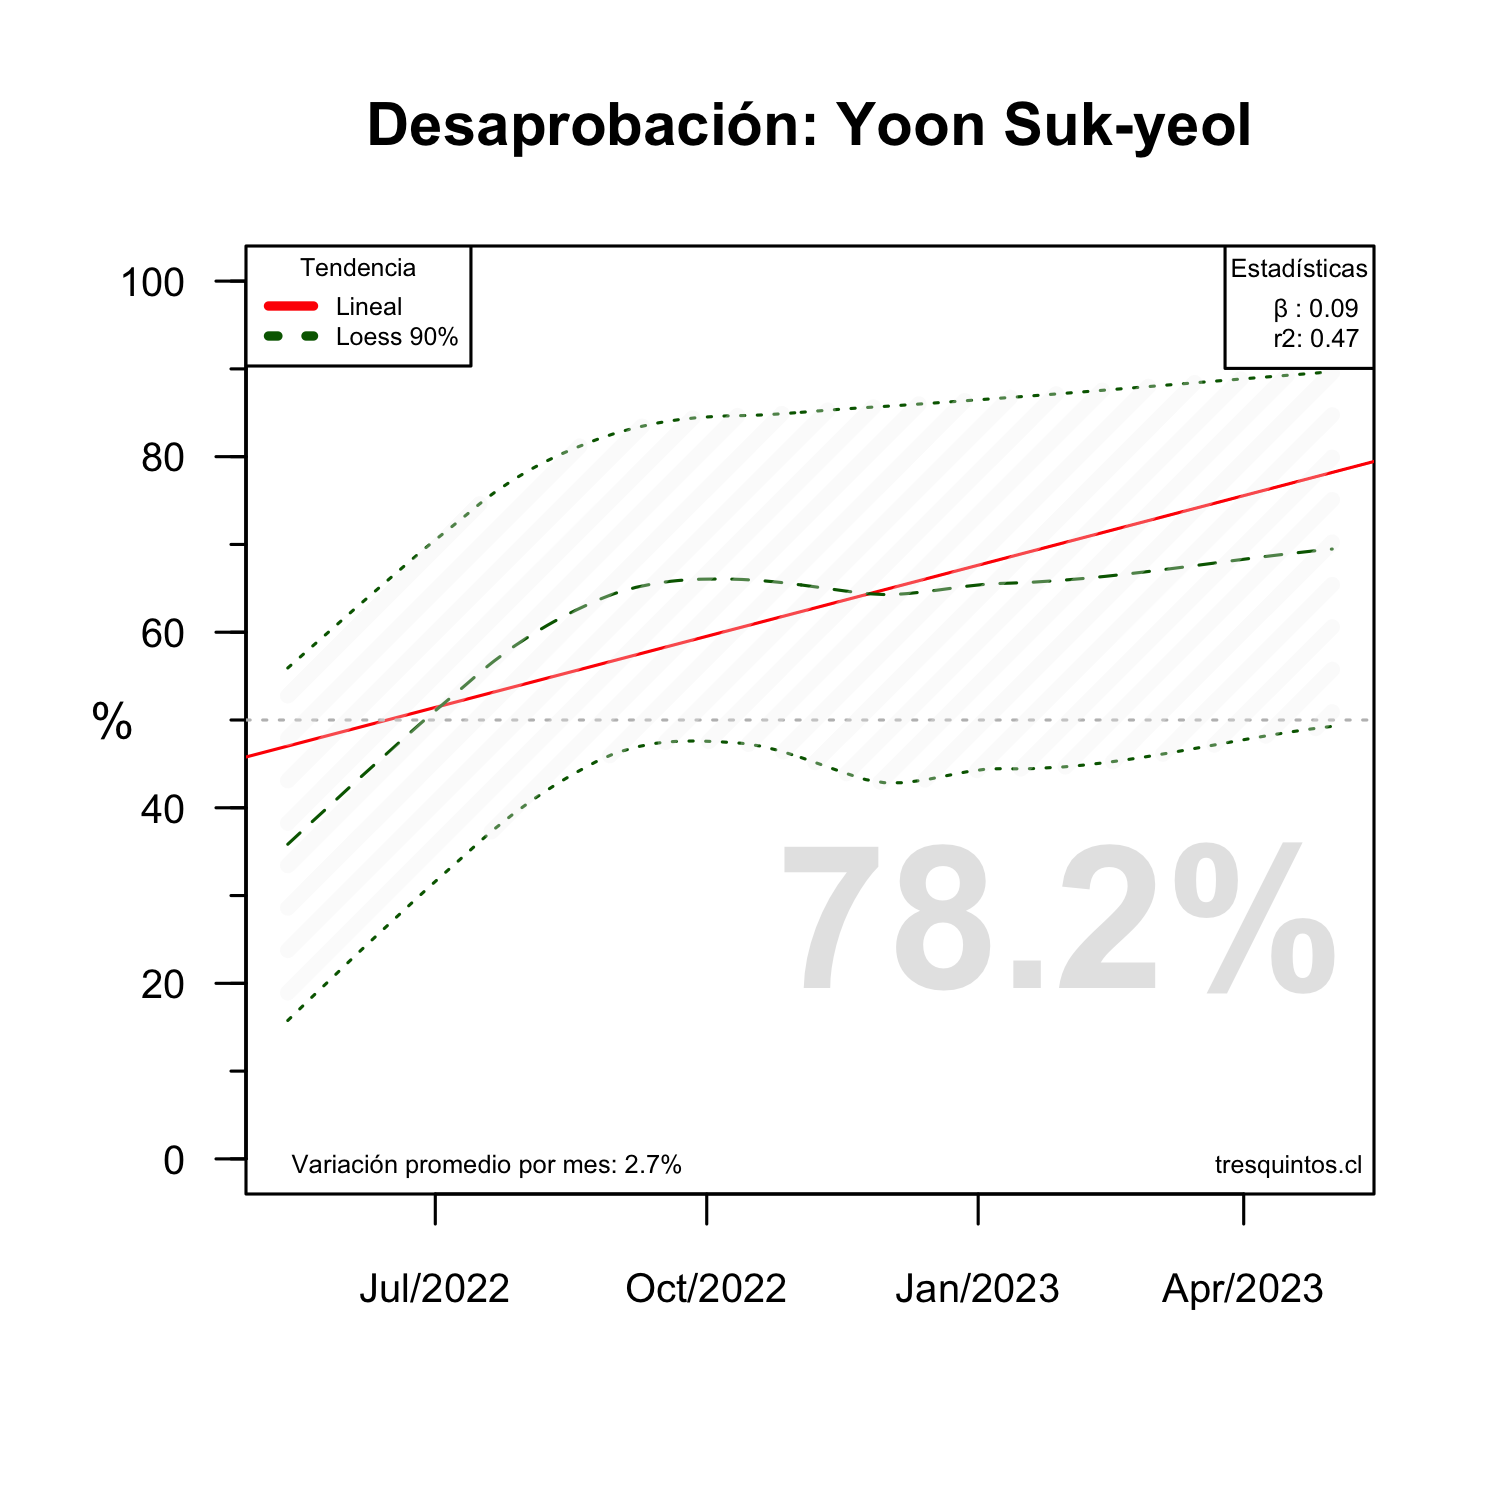 Desaprobación: Yoon Suk-yeol
Tendencia
Lineal
Loess 90%
Estadísticas
β : 0.09
r2: 0.47
100
80
60
%
40
20
0
78.2%
Variación promedio por mes: 2.7%
tresquintos.cl
Jul/2022 Oct/2022 Jan/2023 Apr/2023